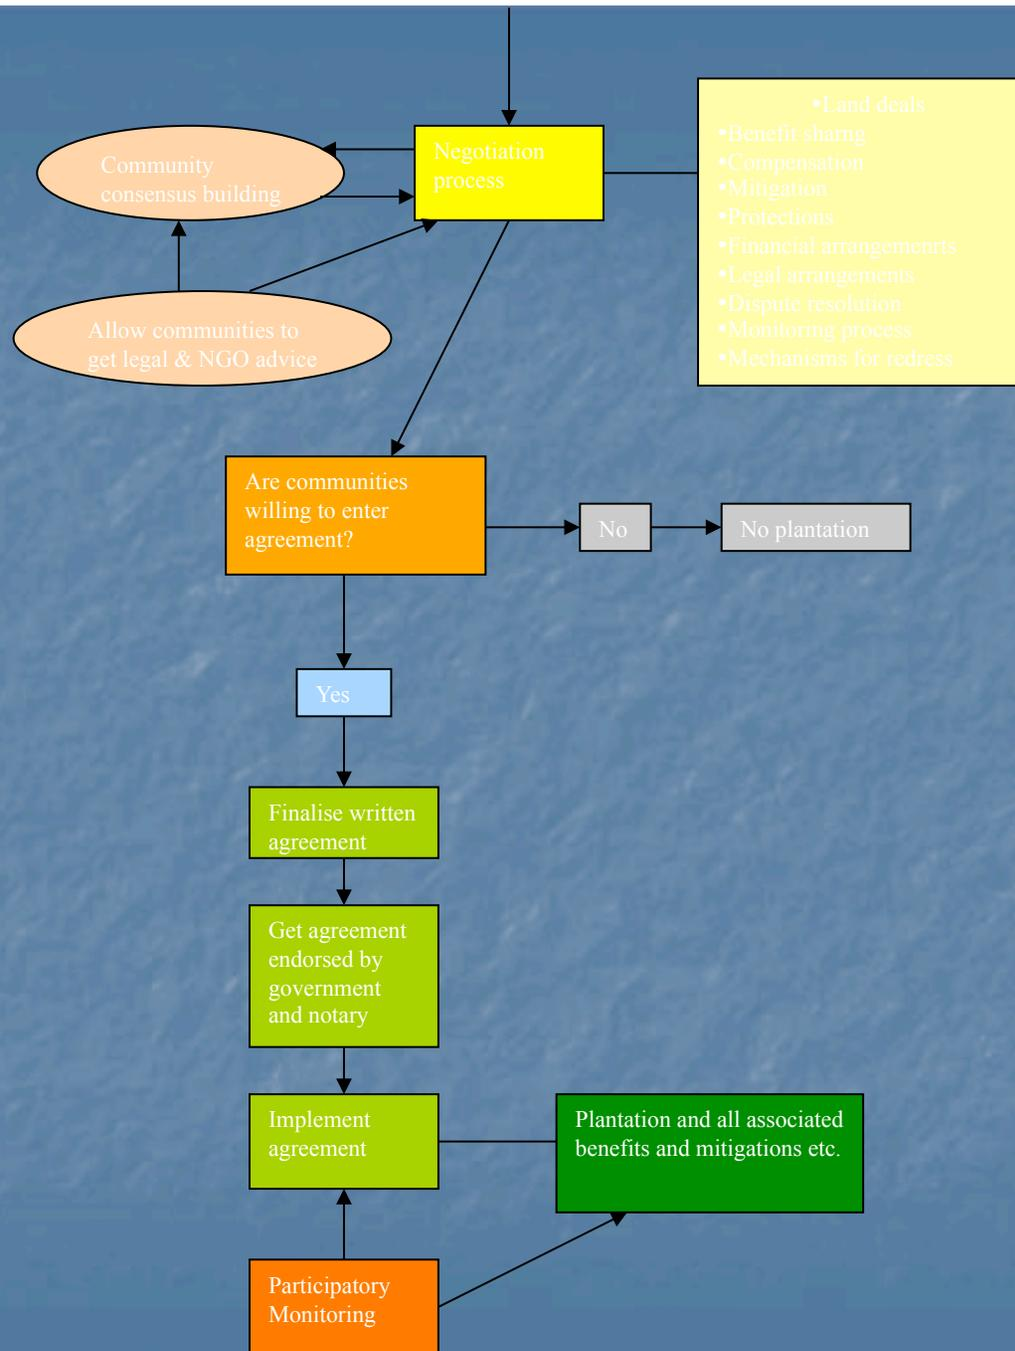 Community
consensus building
Negotiation
process
•Land deals
•Benefit sharng
•Compensation
•Mitigation
•Protections
•Financial arrangemenrts
•Legal arrangements
•Dispute resolution
•Monitoring process
•Mechanisms for redress
Allow communities to
get legal & NGO advice
Are communities
willing to enter
agreement?
No
No plantation
Yes
Finalise written
agreement
Get agreement
endorsed by
government
and notary
Implement
agreement
Plantation and all associated
benefits and mitigations etc.
Participatory
Monitoring